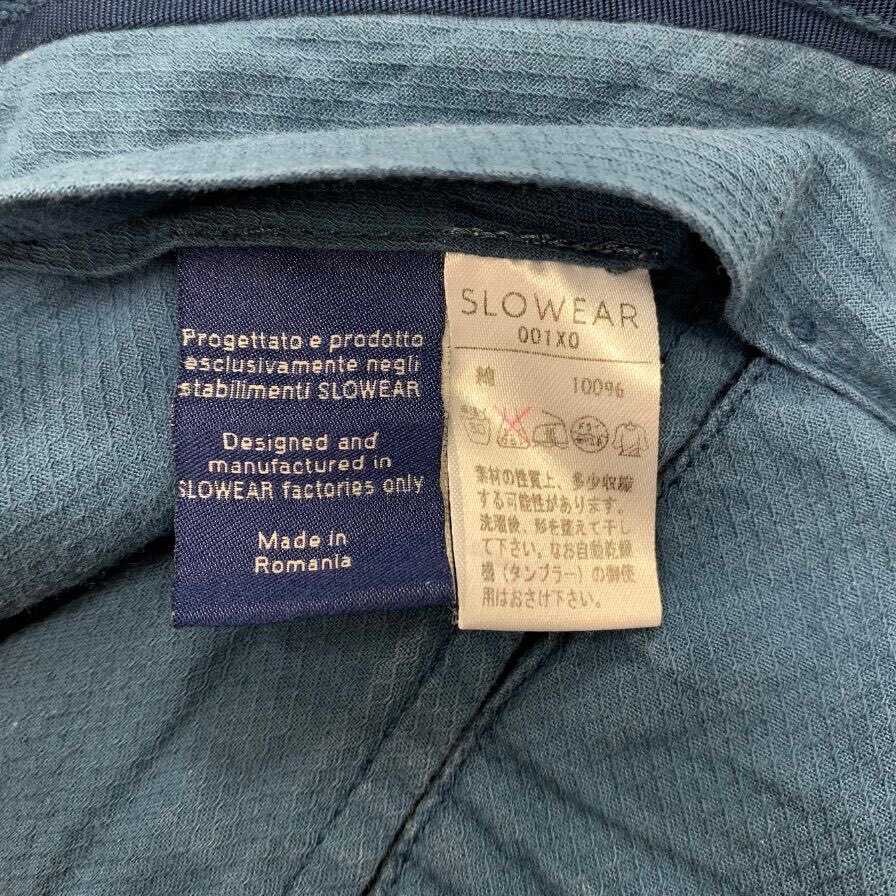 Progettato e prodotto
esclusivamente negli
stabilimenti SLOWEAR
Designed and
manufactured in
SLOWEAR factories only
Made in
Romania
SLOWEAR
001X0
綿 100%
素材の性質上、多少収縮
する可能性があります。
洗濯後、形を整えて干し
て下さい。なお自動乾燥
機（タンブラー）の御使
用はおさけ下さい。